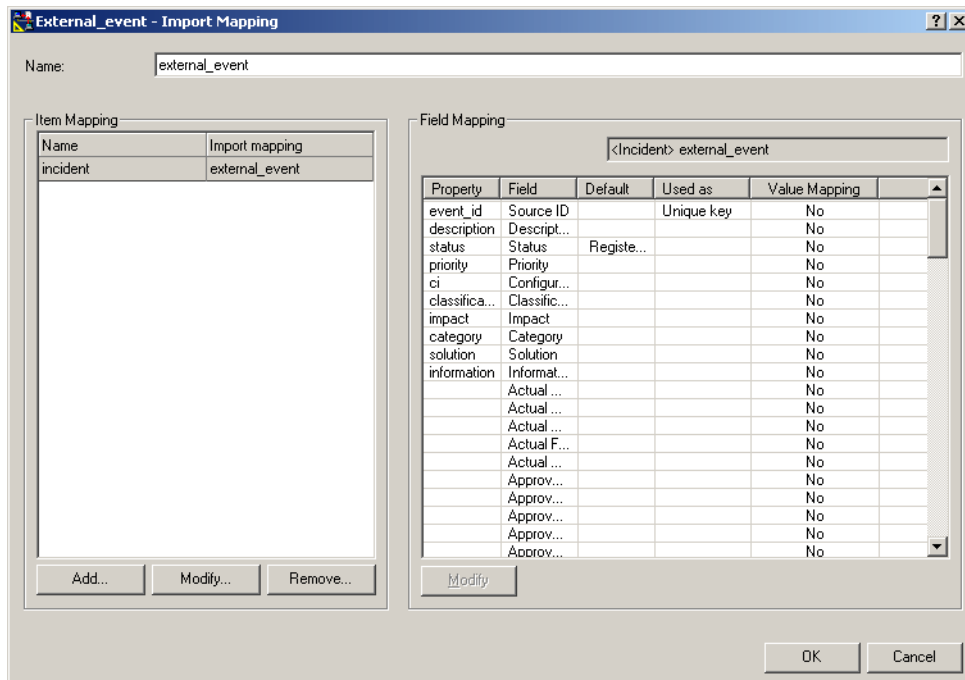 External_event - Import Mapping
Name: external_event
Item Mapping
Name Import mapping
incident external_event
Add... Modify... Remove...
Field Mapping
<Incident> external_event
Property Field Default Used as Value Mapping
event_id Source ID Unique key No
description Descript... No
status Status Registe... No
priority Priority No
ci Configur... No
classifica... Classific... No
impact Impact No
category Category No
solution Solution No
information Informat... No
Actual ... No
Actual ... No
Actual ... No
Actual F... No
Actual ... No
Approv... No
Approv... No
Approv... No
Approv... No
Approv... No
Modify
OK Cancel